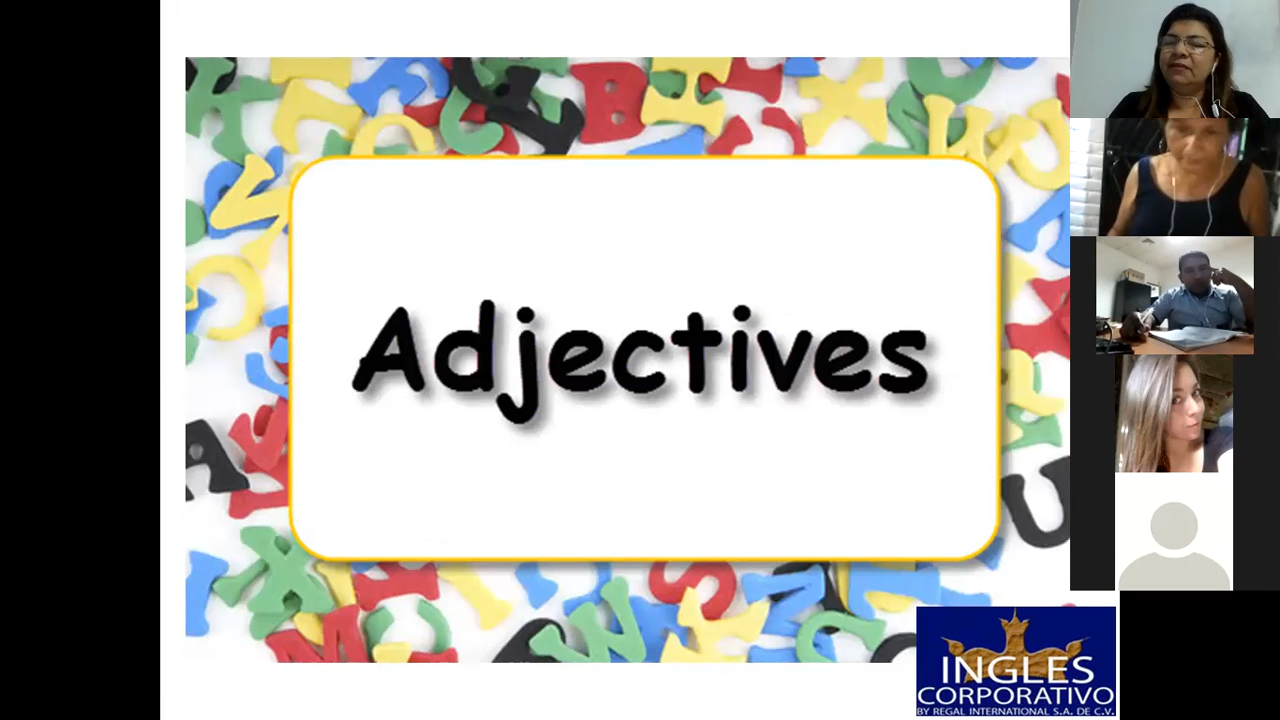 Adjectives
INGLES
CORPORATIVO
BY REGAL INTERNATIONAL S.A. DE C.V.